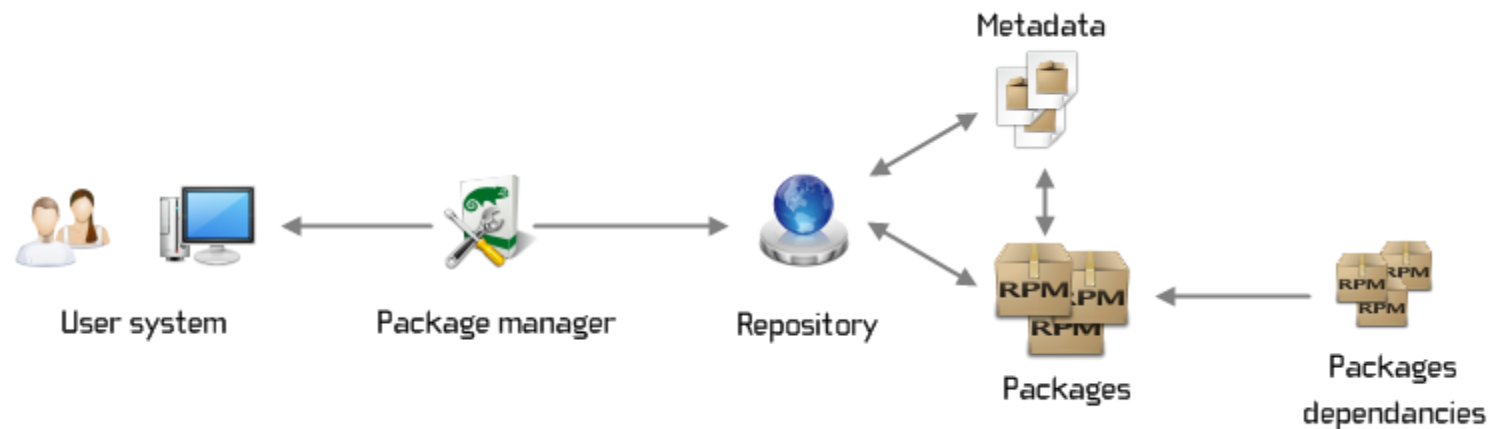 Metadata
User system
Package manager
Repository
RPM
RPM
RPM
Packages
RPM
RPM
RPM
Packages
dependancies